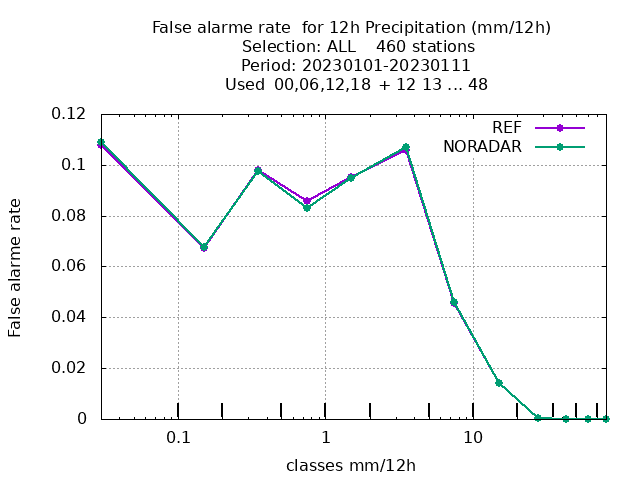 False alarme rate  for 12h Precipitation (mm/12h)
Selection: ALL    460 stations
Period: 20230101-20230111
Used  00,06,12,18  + 12 13 ... 48
0.12
0.1
0.08
0.06
0.04
0.02
0
False alarme rate
REF
NORADAR
0.1
1
10
classes mm/12h